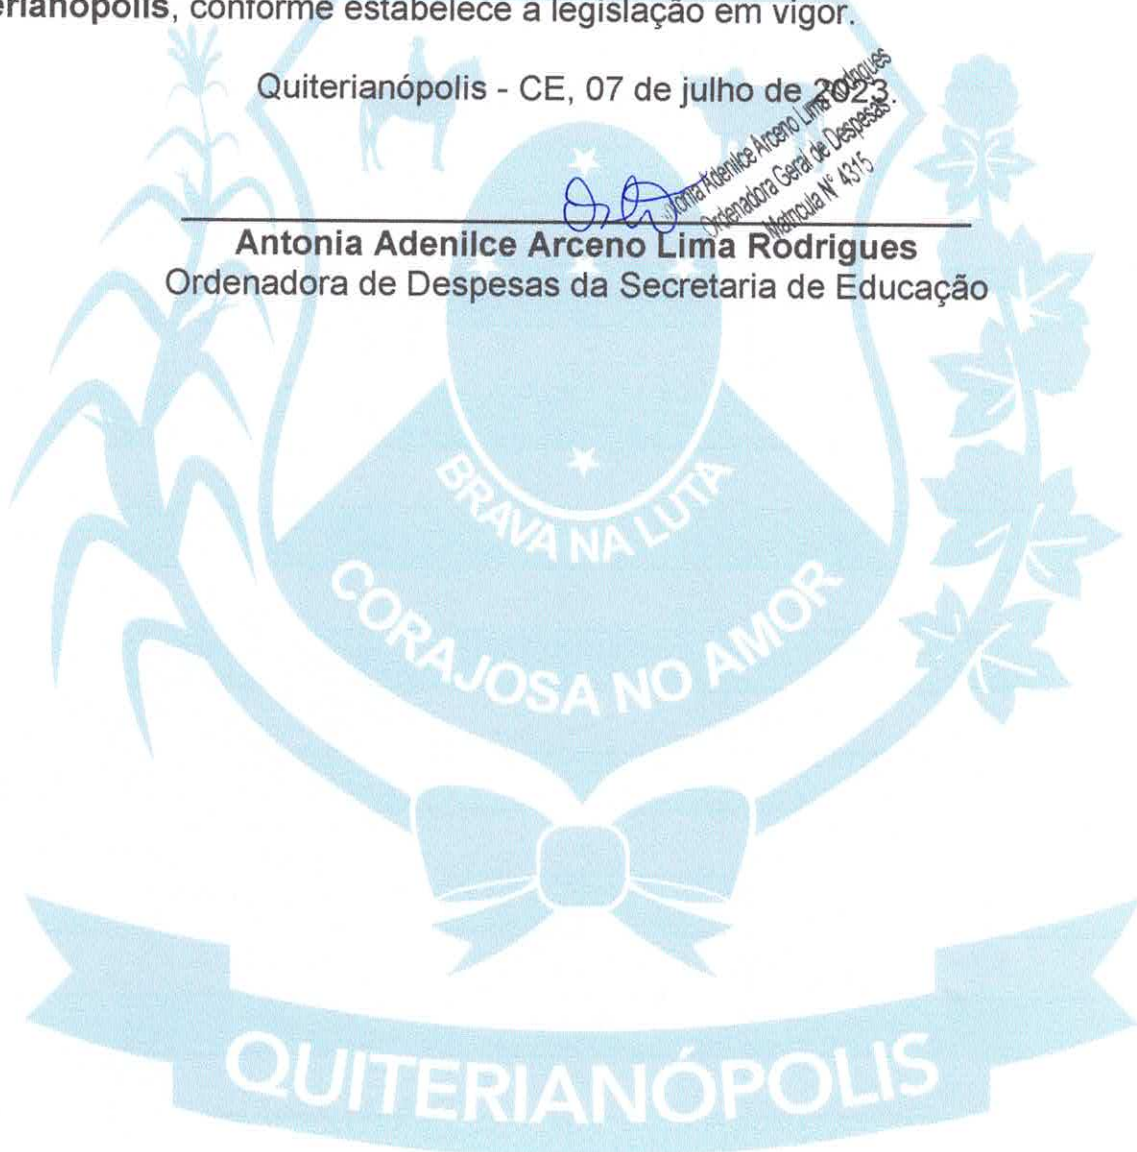 erianópolis, conforme estabelece a legislação em vigor.
Quiterianópolis - CE, 07 de julho de 2023.
Antonia Adenilce Arceno Lima Rodrigues
Ordenadora Geral de Despesas.
Matricula Nº 4315
Antonia Adenilce Arceno Lima Rodrigues
Ordenadora de Despesas da Secretaria de Educação
BRAVA NA LUTA
CORAJOSA NO AMOR
QUITERIANÓPOLIS